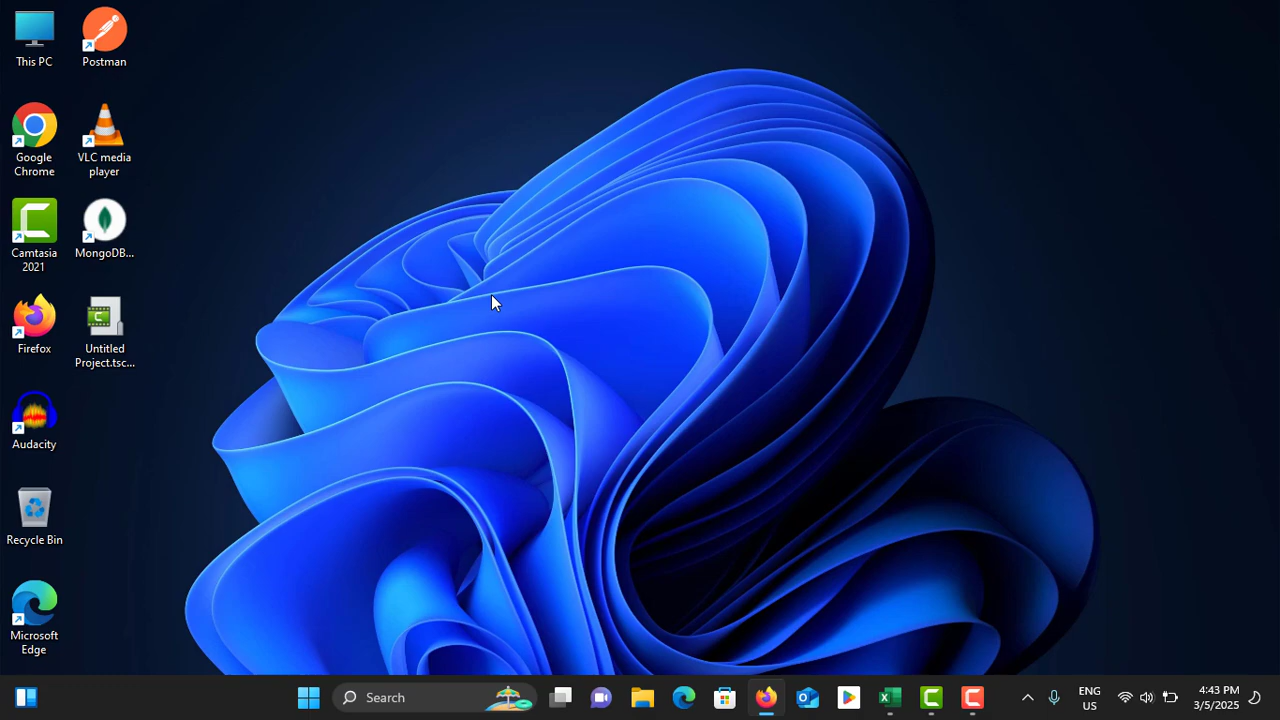 This PC
Postman
Google
Chrome
VLC media
player
Camtasia
2021
MongoDB...
Firefox
Untitled
Project.tsc...
Audacity
Recycle Bin
Microsoft
Edge
Search
ENG
US
4:43 PM
3/5/2025